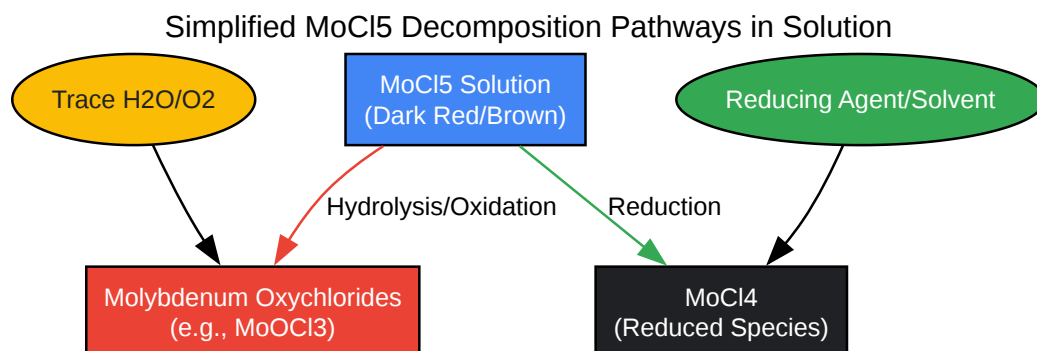 Simplified MoCl5 Decomposition Pathways in Solution
Trace H2O/O2
MoCl5 Solution
(Dark Red/Brown)
Reducing Agent/Solvent
Hydrolysis/Oxidation
Reduction
Molybdenum Oxychlorides
(e.g., MoOCl3)
MoCl4
(Reduced Species)